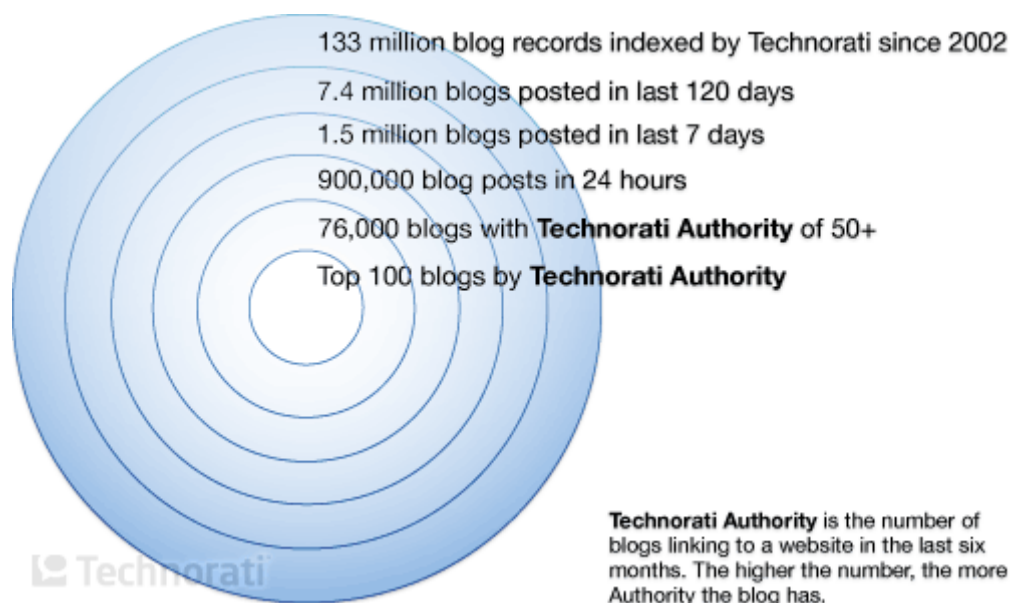 133 million blog records indexed by Technorati since 2002
7.4 million blogs posted in last 120 days
1.5 million blogs posted in last 7 days
900,000 blog posts in 24 hours
76,000 blogs with Technorati Authority of 50+
Top 100 blogs by Technorati Authority
Technorati Authority is the number of
blogs linking to a website in the last six
months. The higher the number, the more
Authority the blog has.
Technorati